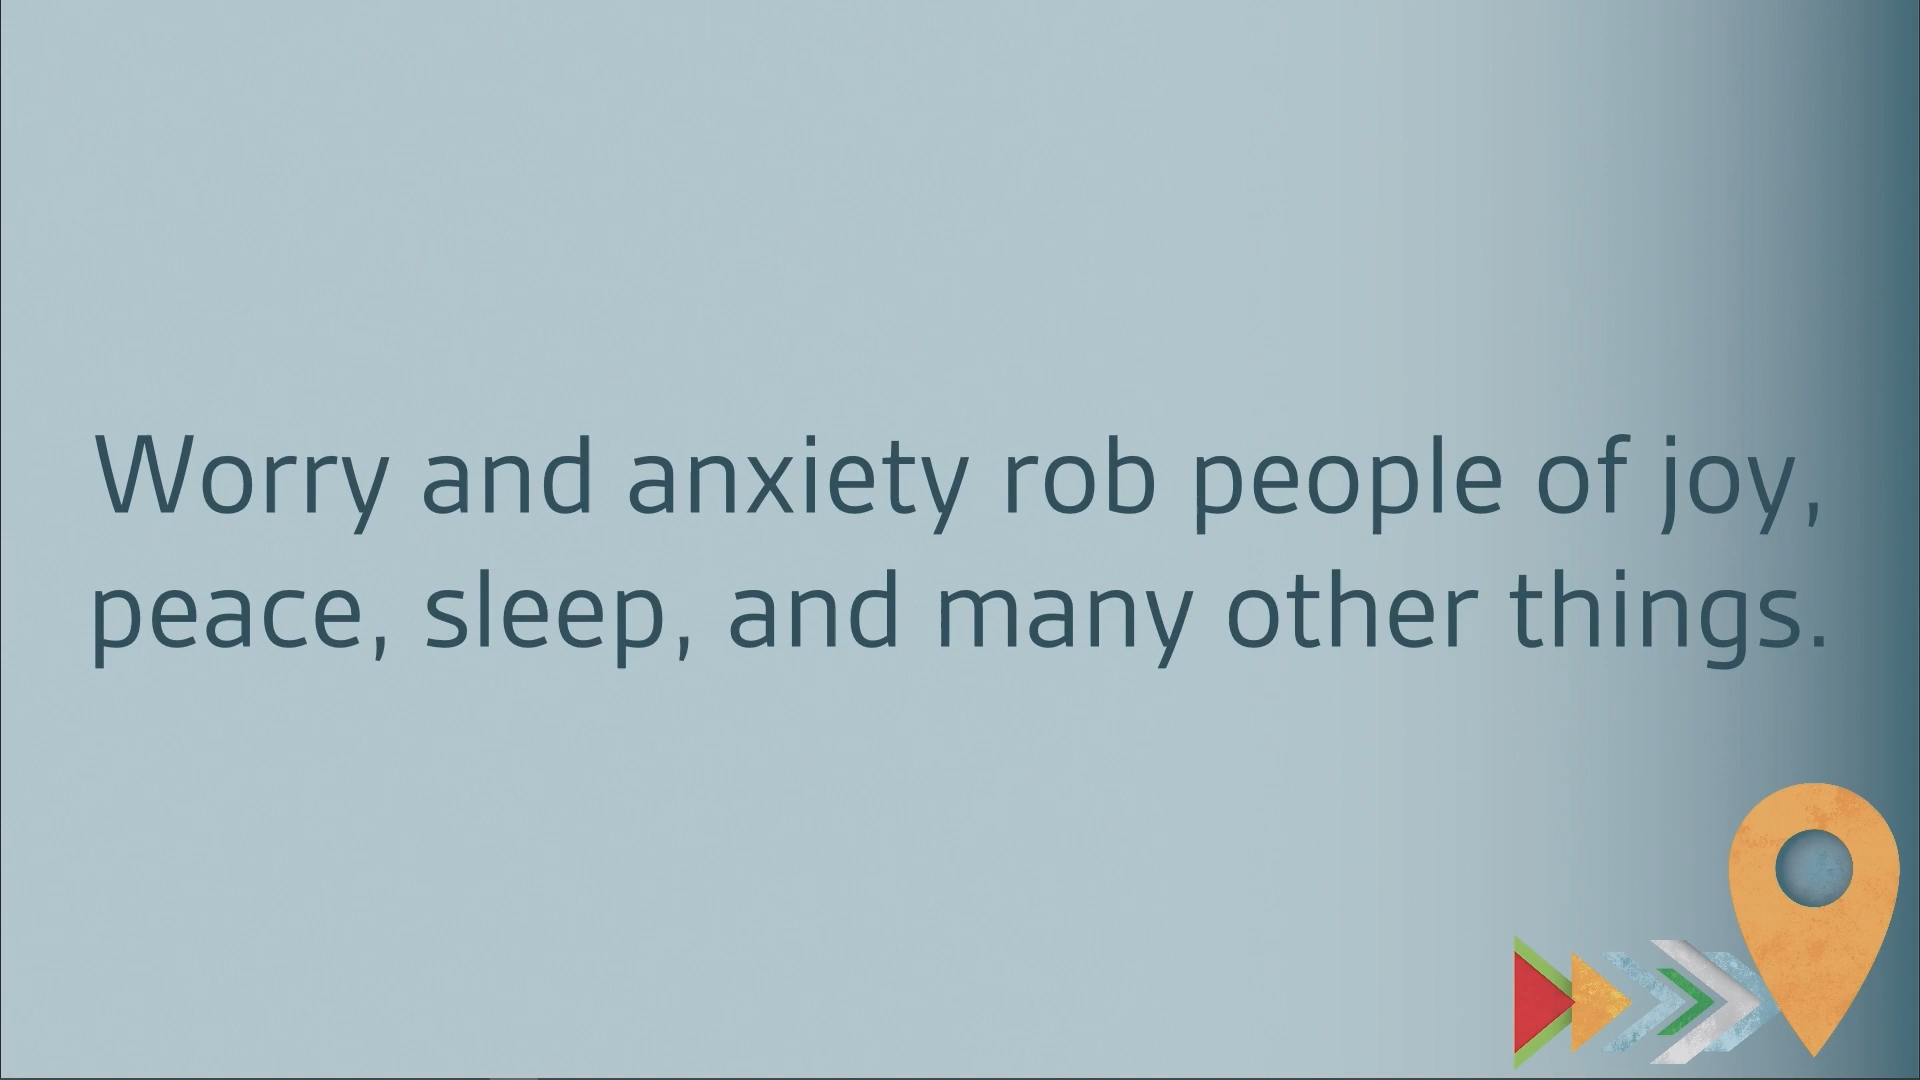 Worry and anxiety rob people of joy,
peace, sleep, and many other things.